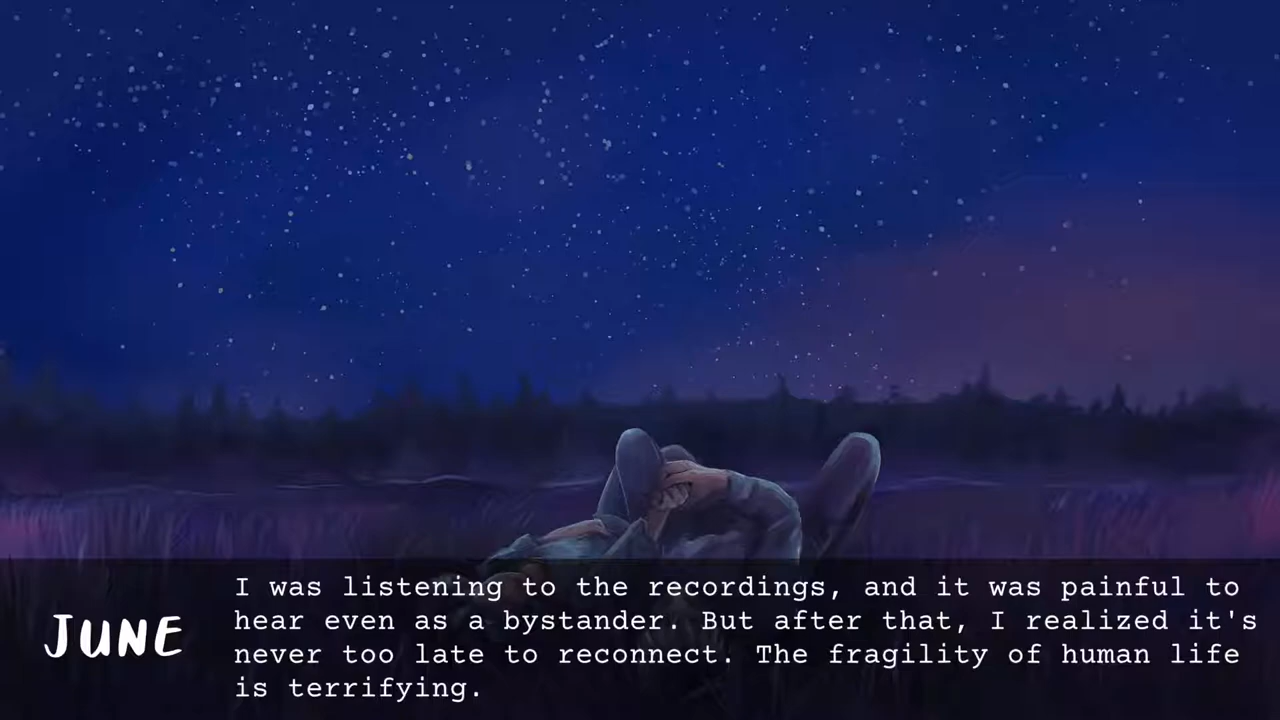 JUNE
I was listening to the recordings, and it was painful to
hear even as a bystander. But after that, I realized it's
never too late to reconnect. The fragility of human life
is terrifying.